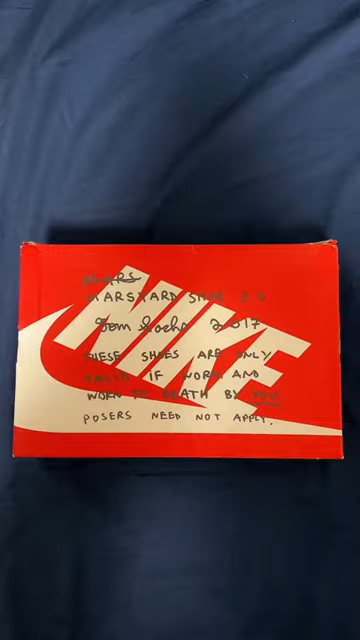 NIKE
MARS
MARSYARD SHOE 2.0
Tom Sachs 2017
THESE SHOES ARE ONLY
VALID IF WORN AND
WORN TO DEATH BY YOU
POSERS NEED NOT APPLY.